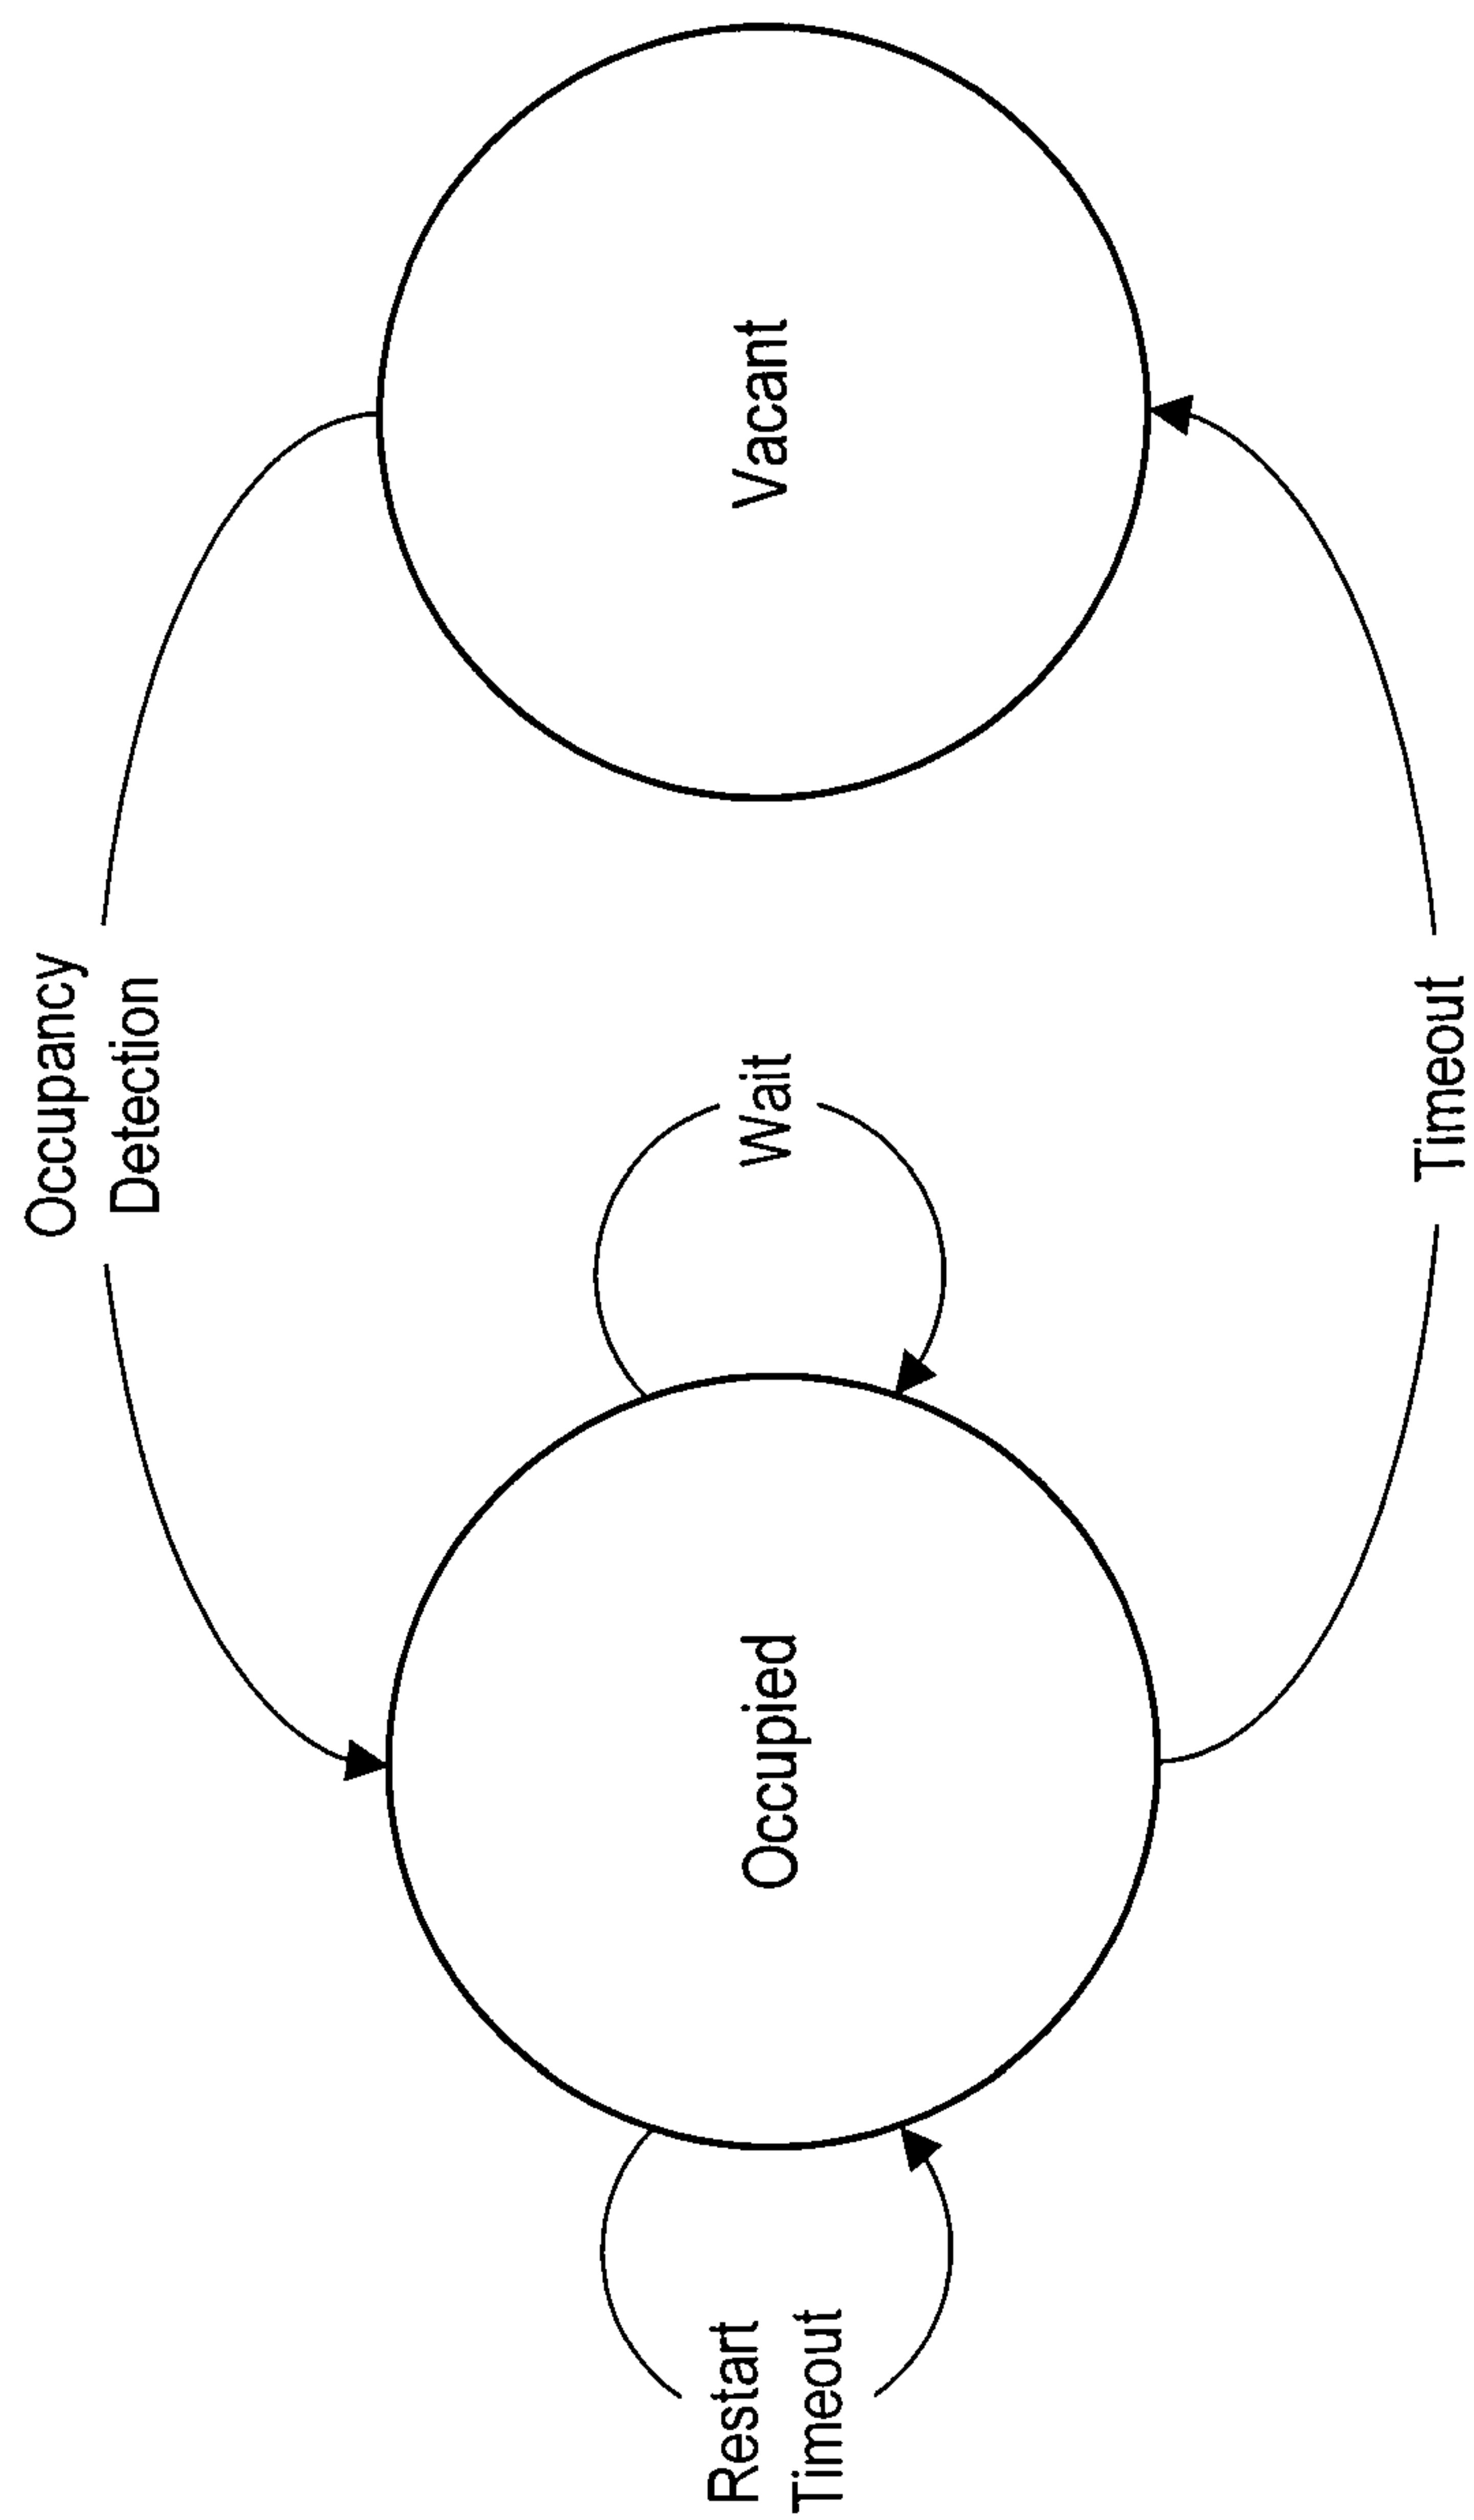 Occupancy
Detection
Restart
Timeout
Occupied
Wait
Vacant
Timeout